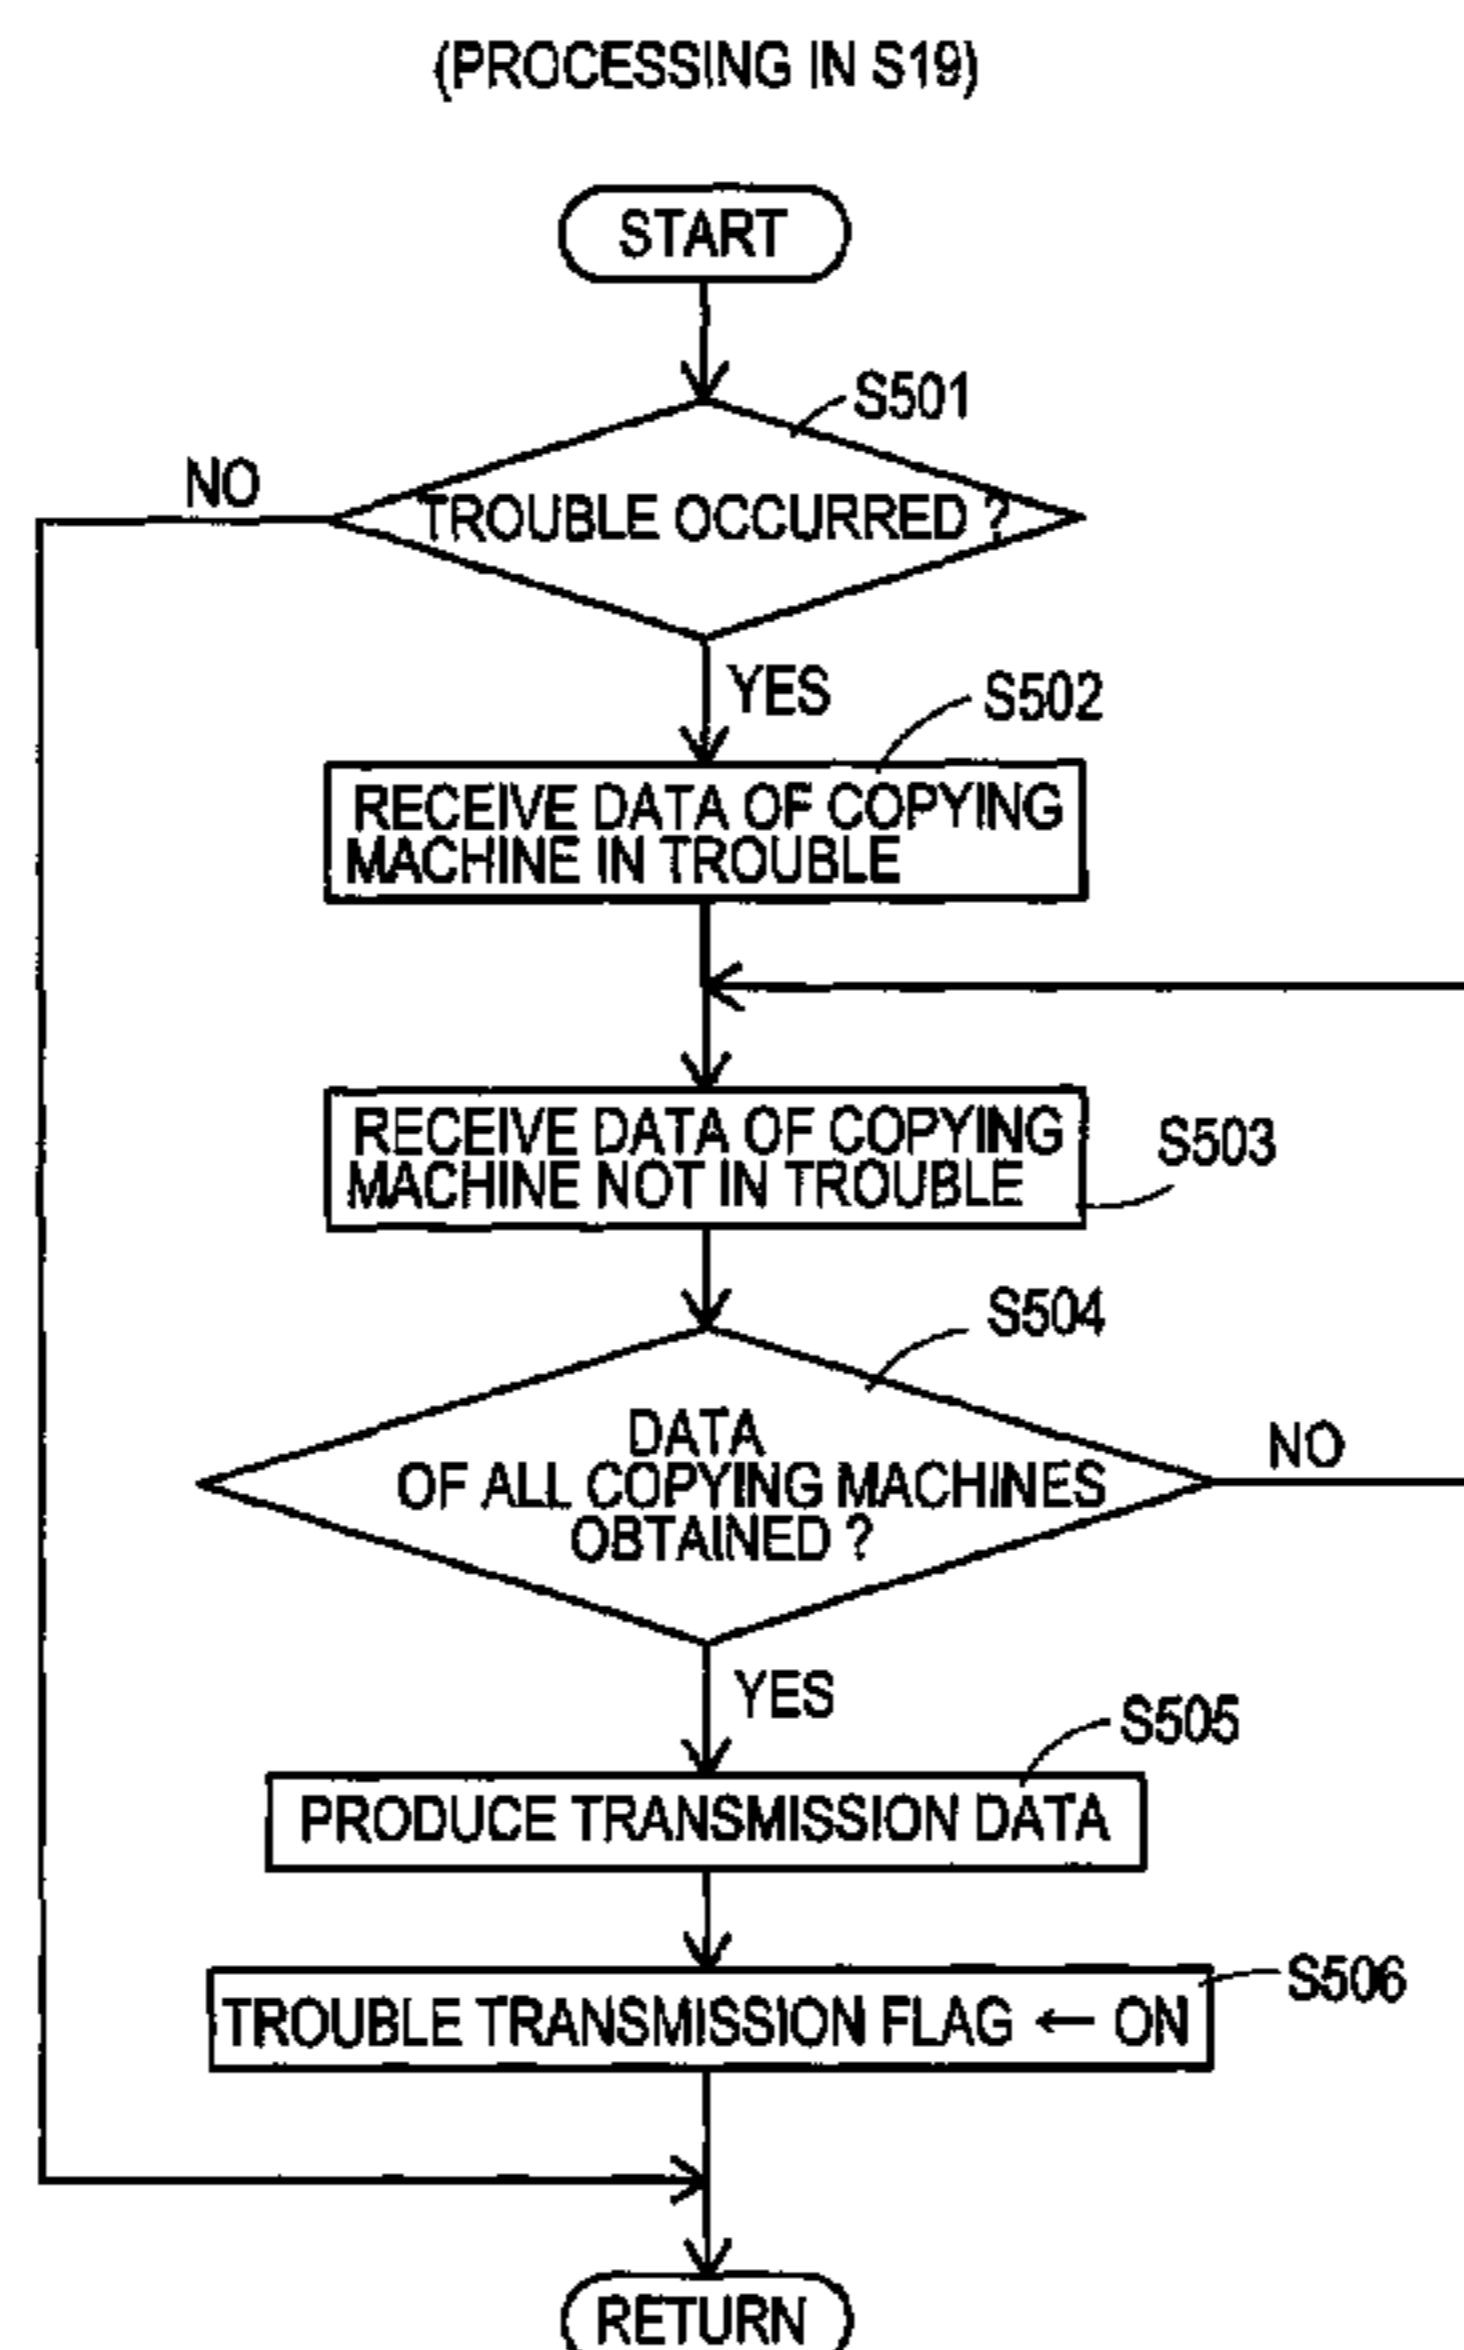 (PROCESSING IN S19)
START
S501
NO
TROUBLE OCCURRED ?
YES
S502
RECEIVE DATA OF COPYING
MACHINE IN TROUBLE
RECEIVE DATA OF COPYING
MACHINE NOT IN TROUBLE
S503
S504
DATA
OF ALL COPYING MACHINES
OBTAINED ?
NO
YES
S505
PRODUCE TRANSMISSION DATA
S506
TROUBLE TRANSMISSION FLAG ← ON
RETURN